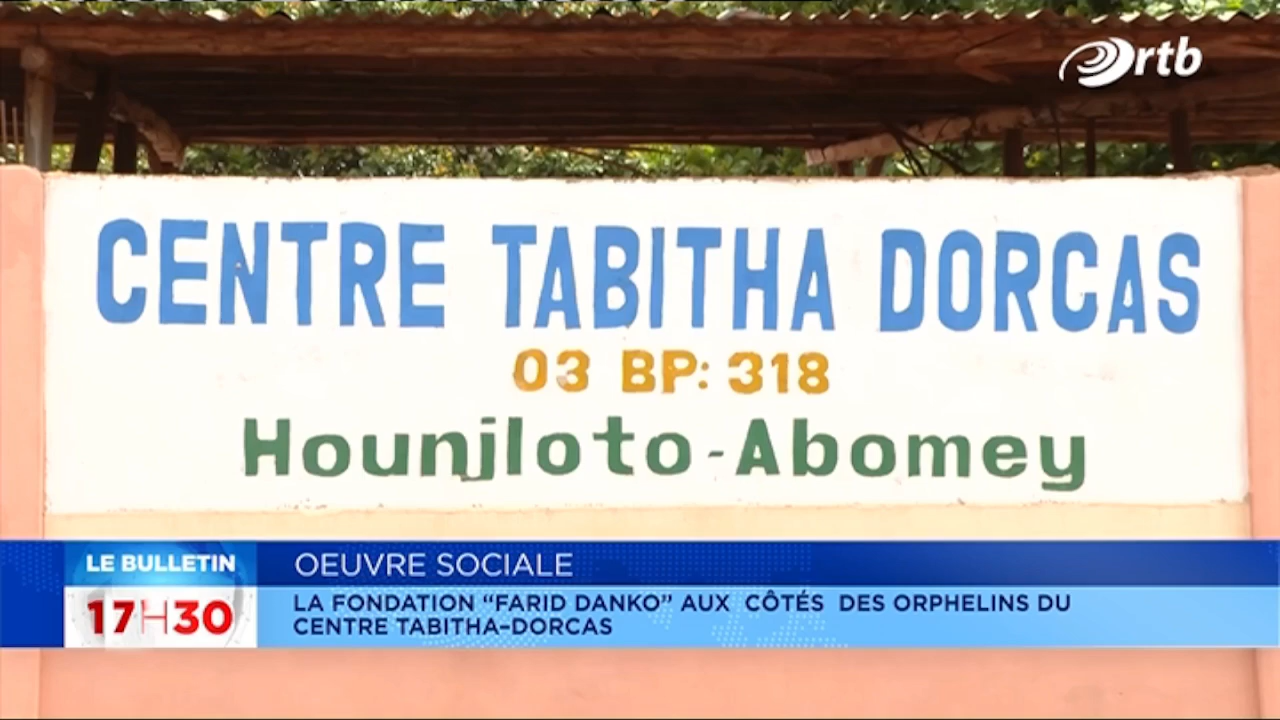 ortb
CENTRE TABITHA DORCAS
03 BP: 318
Hounjloto-Abomey
LE BULLETIN
17H30
OEUVRE SOCIALE
LA FONDATION “FARID DANKO” AUX CÔTÉS DES ORPHELINS DU
CENTRE TABITHA-DORCAS